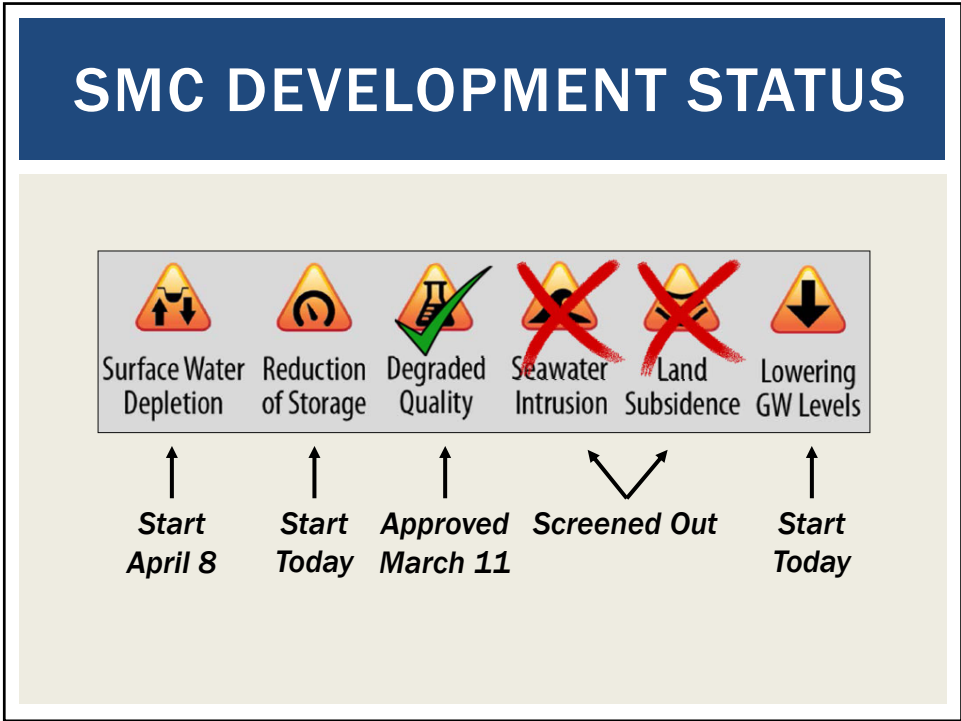 SMC DEVELOPMENT STATUS
Surface Water
Depletion
Reduction
of Storage
Degraded
Quality
Seawater
Intrusion
Land
Subsidence
Lowering
GW Levels
Start
April 8
Start
Today
Approved
March 11
Screened Out
Start
Today